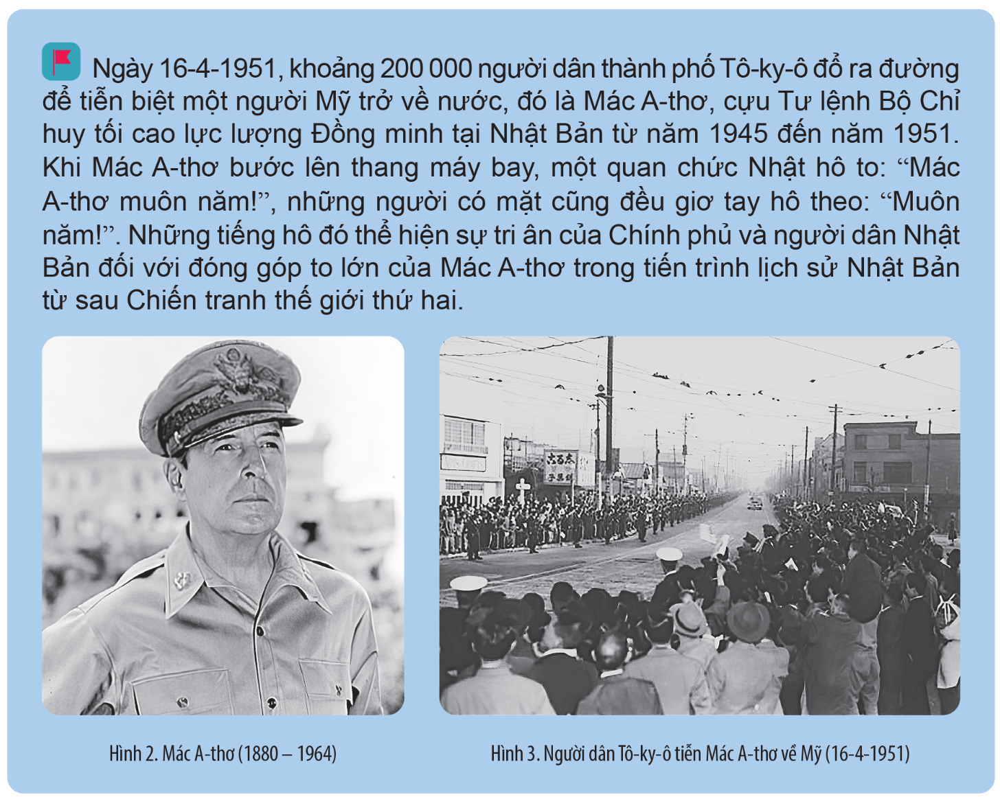 Ngày 16-4-1951, khoảng 200 000 người dân thành phố Tô-ky-ô đổ ra đường
để tiễn biệt một người Mỹ trở về nước, đó là Mác A-thơ, cựu Tư lệnh Bộ Chỉ
huy tối cao lực lượng Đồng minh tại Nhật Bản từ năm 1945 đến năm 1951.
Khi Mác A-thơ bước lên thang máy bay, một quan chức Nhật hô to: “Mác
A-thơ muôn năm!”, những người có mặt cũng đều giơ tay hô theo: “Muôn
năm!”. Những tiếng hô đó thể hiện sự tri ân của Chính phủ và người dân Nhật
Bản đối với đóng góp to lớn của Mác A-thơ trong tiến trình lịch sử Nhật Bản
từ sau Chiến tranh thế giới thứ hai.
Hình 2. Mác A-thơ (1880 – 1964)
Hình 3. Người dân Tô-ky-ô tiễn Mác A-thơ về Mỹ (16-4-1951)